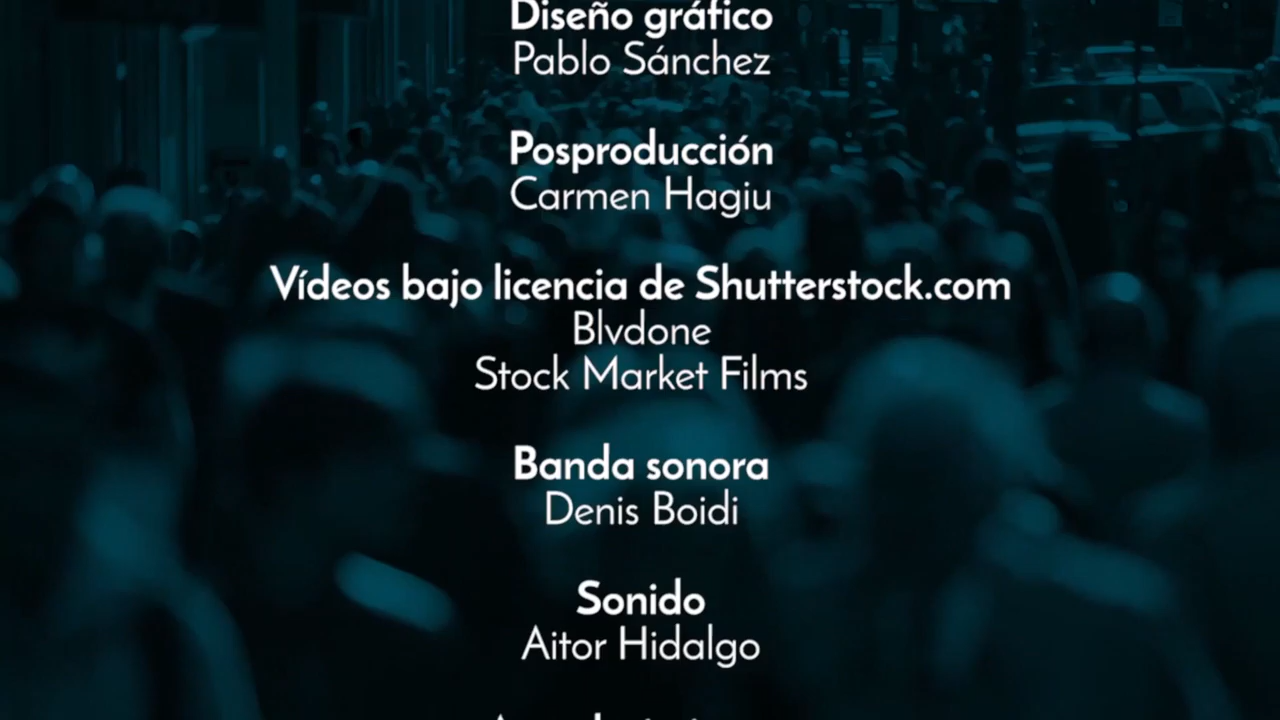 Diseño gráfico
Pablo Sánchez
Posproducción
Carmen Hagiu
Vídeos bajo licencia de Shutterstock.com
Blvdone
Stock Market Films
Banda sonora
Denis Boidi
Sonido
Aitor Hidalgo